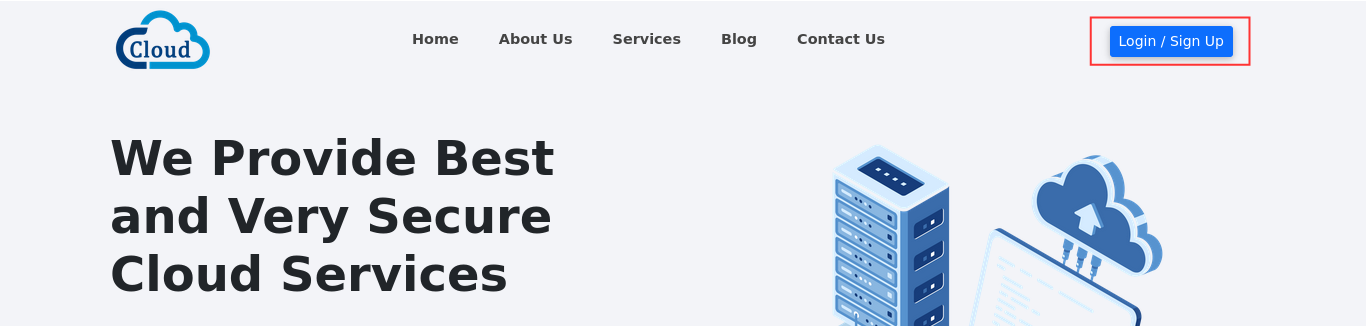 Cloud
Home About Us Services Blog Contact Us
Login / Sign Up
We Provide Best
and Very Secure
Cloud Services